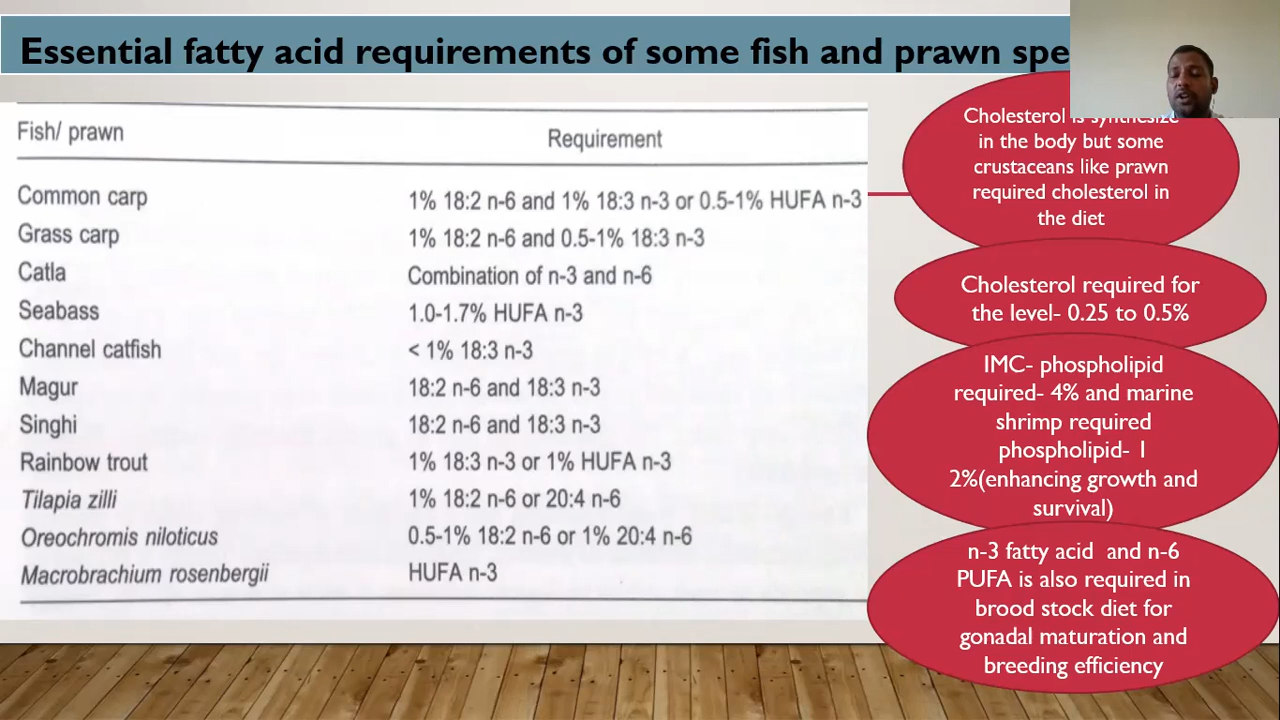 Essential fatty acid requirements of some fish and prawn spe
Fish/ prawn Requirement
Common carp 1% 18:2 n-6 and 1% 18:3 n-3 or 0.5-1% HUFA n-3
Grass carp 1% 18:2 n-6 and 0.5-1% 18:3 n-3
Catla Combination of n-3 and n-6
Seabass 1.0-1.7% HUFA n-3
Channel catfish < 1% 18:3 n-3
Magur 18:2 n-6 and 18:3 n-3
Singhi 18:2 n-6 and 18:3 n-3
Rainbow trout 1% 18:3 n-3 or 1% HUFA n-3
Tilapia zilli 1% 18:2 n-6 or 20:4 n-6
Oreochromis niloticus 0.5-1% 18:2 n-6 or 1% 20:4 n-6
Macrobrachium rosenbergii HUFA n-3
Cholesterol is synthesize
in the body but some
crustaceans like prawn
required cholesterol in
the diet
Cholesterol required for
the level- 0.25 to 0.5%
IMC- phospholipid
required- 4% and marine
shrimp required
phospholipid- 1
2%(enhancing growth and
survival)
n-3 fatty acid and n-6
PUFA is also required in
brood stock diet for
gonadal maturation and
breeding efficiency